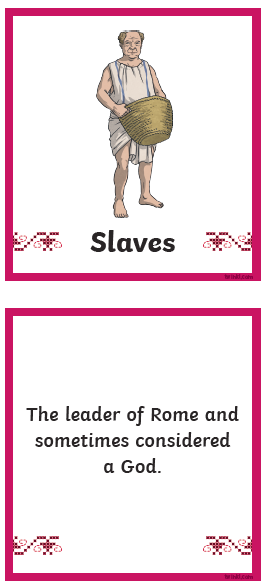 Slaves
The leader of Rome and
sometimes considered
a God.